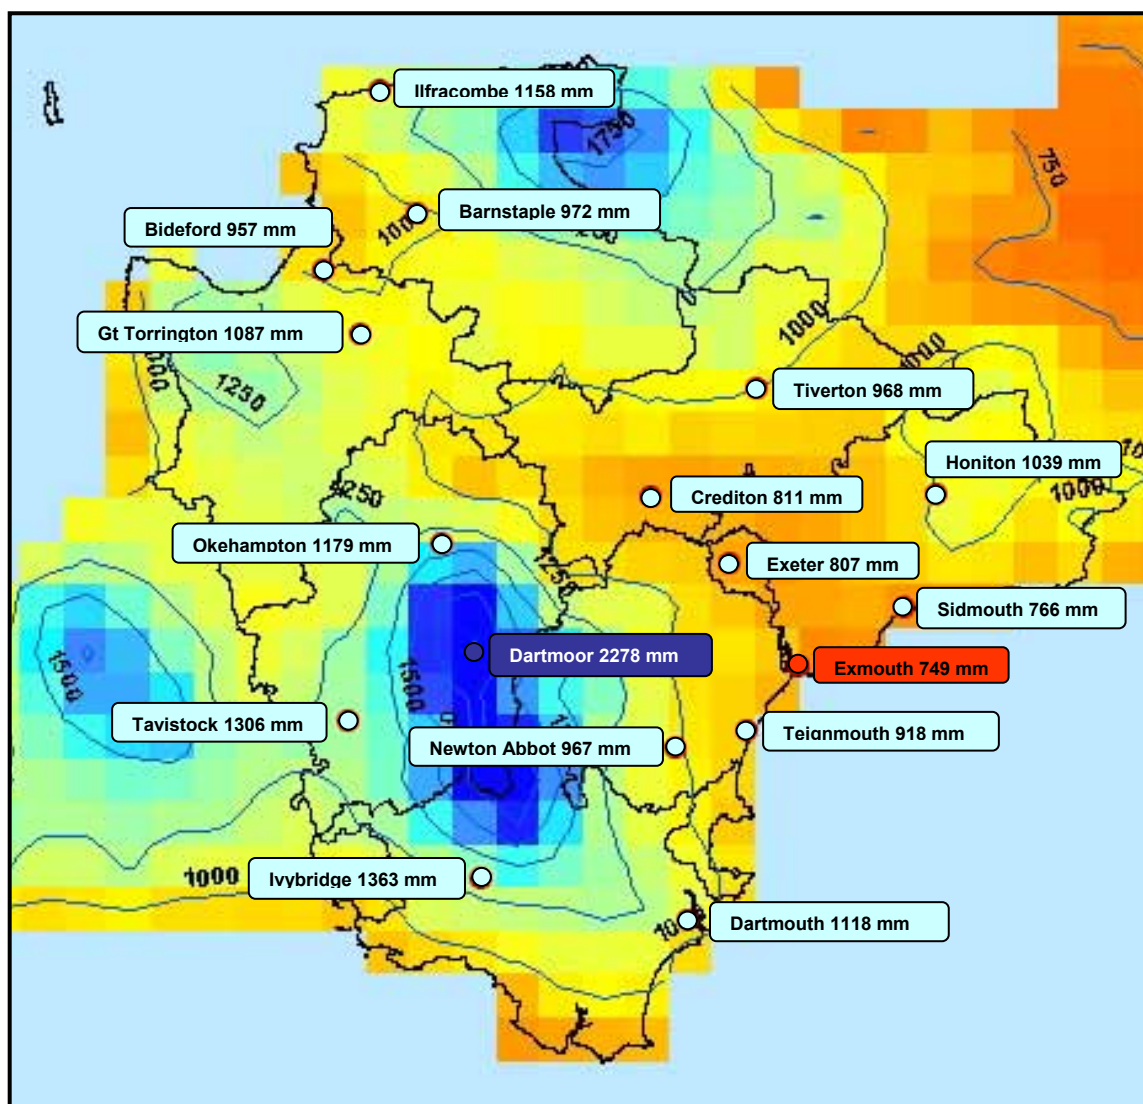 Ilfracombe 1158 mm
1750
750
Barnstaple 972 mm
Bideford 957 mm
1000
Gt Torrington 1087 mm
1000
1000
1250
Tiverton 968 mm
Honiton 1039 mm
1000
Crediton 811 mm
1250
Okehampton 1179 mm
Exeter 807 mm
Sidmouth 766 mm
Dartmoor 2278 mm
Exmouth 749 mm
1500
1500
Tavistock 1306 mm
Teignmouth 918 mm
Newton Abbot 967 mm
1000
Ivybridge 1363 mm
Dartmouth 1118 mm